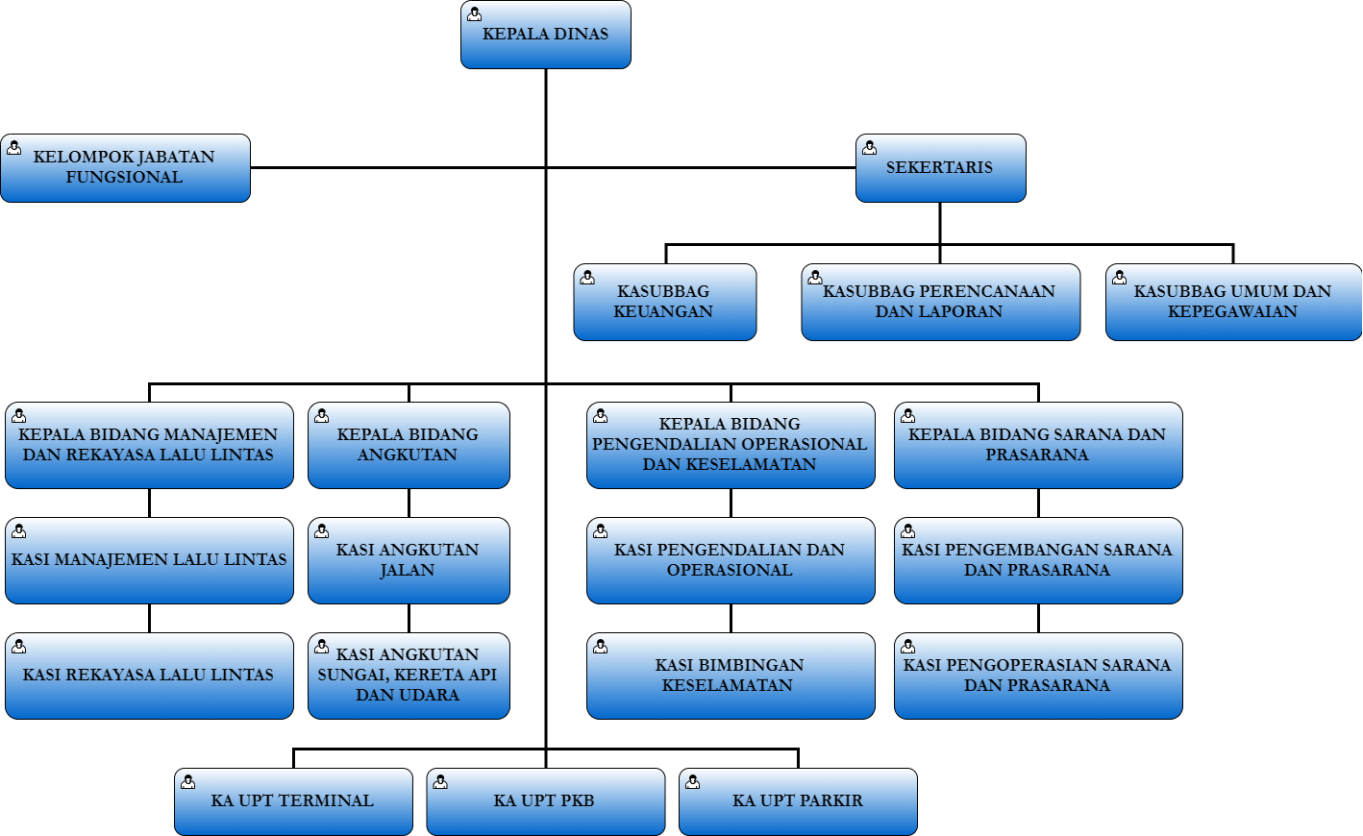 KEPALA DINAS
KELOMPOK JABATAN
FUNGSIONAL
SEKERTARIS
KASUBBAG
KEUANGAN
KASUBBAG PERENCANAAN
DAN LAPORAN
KASUBBAG UMUM DAN
KEPEGAWAIAN
KEPALA BIDANG MANAJEMEN
DAN REKAYASA LALU LINTAS
KEPALA BIDANG
ANGKUTAN
KEPALA BIDANG
PENGENDALIAN OPERASIONAL
DAN KESELAMATAN
KEPALA BIDANG SARANA DAN
PRASARANA
KASI MANAJEMEN LALU LINTAS
KASI ANGKUTAN
JALAN
KASI PENGENDALIAN DAN
OPERASIONAL
KASI PENGEMBANGAN SARANA
DAN PRASARANA
KASI REKAYASA LALU LINTAS
KASI ANGKUTAN
SUNGAI, KERETA API
DAN UDARA
KASI BIMBINGAN
KESELAMATAN
KASI PENGOPERASIAN SARANA
DAN PRASARANA
KA UPT TERMINAL
KA UPT PKB
KA UPT PARKIR